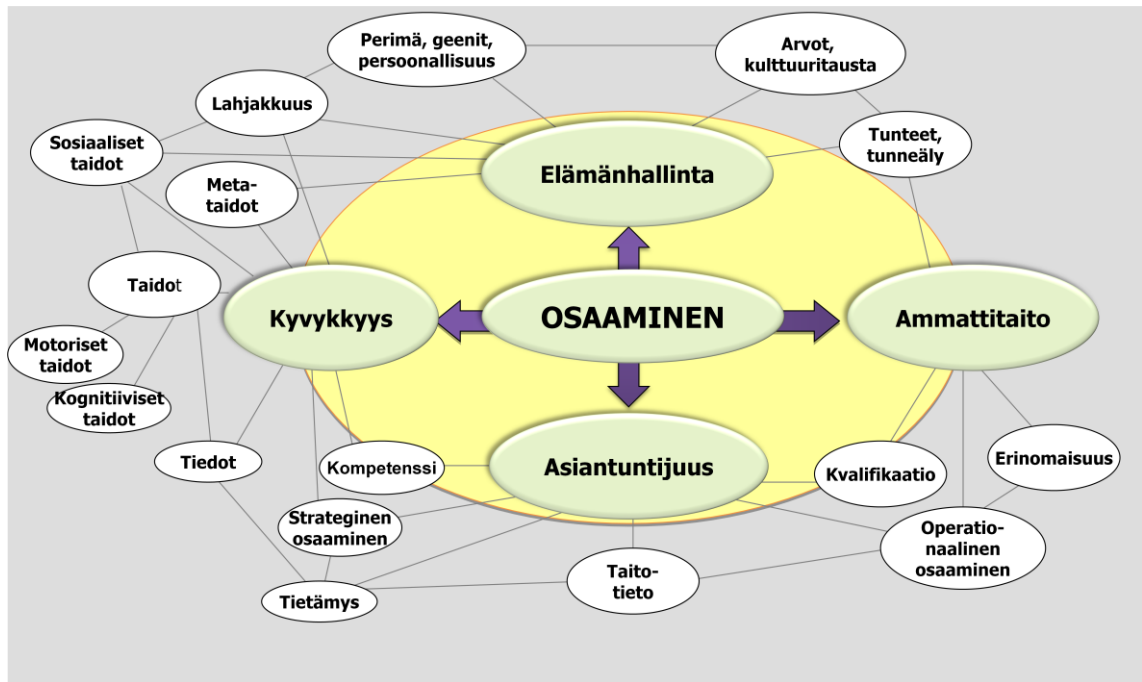 Perimä, geenit,
persoonallisuus
Arvot,
kulttuuritausta
Lahjakkuus
Sosiaaliset
taidot
Tunteet,
tunneäly
Meta-
taidot
Elämänhallinta
Taidot
Kyvykkyys
OSAAMINEN
Ammattitaito
Motoriset
taidot
Kognitiiviset
taidot
Tiedot
Kompetenssi
Asiantuntijuus
Kvalifikaatio
Erinomaisuus
Strateginen
osaaminen
Operatio-
naalinen
osaaminen
Tietämys
Taito-
tieto